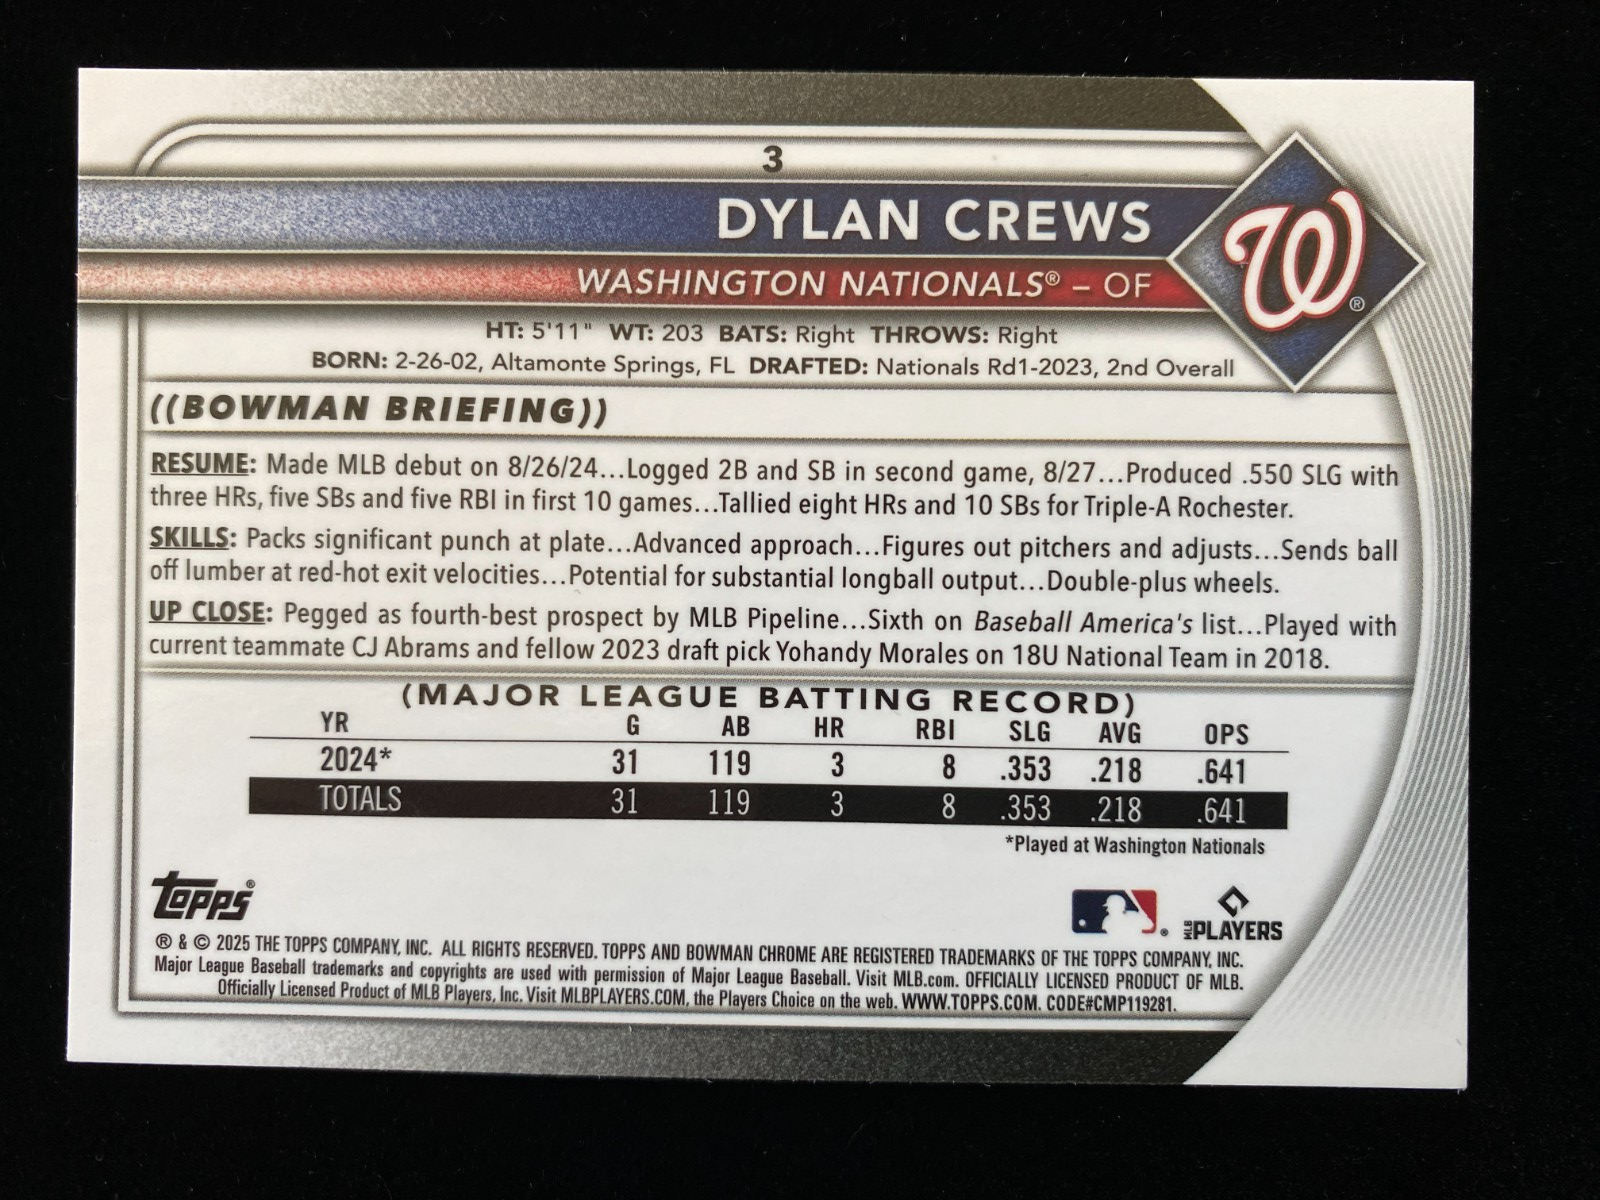 3
DYLAN CREWS
WASHINGTON NATIONALS® – OF
W®
HT: 5'11" WT: 203 BATS: Right THROWS: Right
BORN: 2-26-02, Altamonte Springs, FL DRAFTED: Nationals Rd1-2023, 2nd Overall
((BOWMAN BRIEFING))
RESUME: Made MLB debut on 8/26/24...Logged 2B and SB in second game, 8/27...Produced .550 SLG with
three HRs, five SBs and five RBI in first 10 games...Tallied eight HRs and 10 SBs for Triple-A Rochester.
SKILLS: Packs significant punch at plate...Advanced approach...Figures out pitchers and adjusts...Sends ball
off lumber at red-hot exit velocities...Potential for substantial longball output...Double-plus wheels.
UP CLOSE: Pegged as fourth-best prospect by MLB Pipeline...Sixth on Baseball America's list...Played with
current teammate CJ Abrams and fellow 2023 draft pick Yohandy Morales on 18U National Team in 2018.
(MAJOR LEAGUE BATTING RECORD)
YR G AB HR RBI SLG AVG OPS
2024* 31 119 3 8 .353 .218 .641
TOTALS 31 119 3 8 .353 .218 .641
*Played at Washington Nationals
Topps®
MLB PLAYERS
® & © 2025 THE TOPPS COMPANY, INC. ALL RIGHTS RESERVED. TOPPS AND BOWMAN CHROME ARE REGISTERED TRADEMARKS OF THE TOPPS COMPANY, INC.
Major League Baseball trademarks and copyrights are used with permission of Major League Baseball. Visit MLB.com. OFFICIALLY LICENSED PRODUCT OF MLB.
Officially Licensed Product of MLB Players, Inc. Visit MLBPLAYERS.COM, the Players Choice on the web. WWW.TOPPS.COM. CODE#CMP119281.